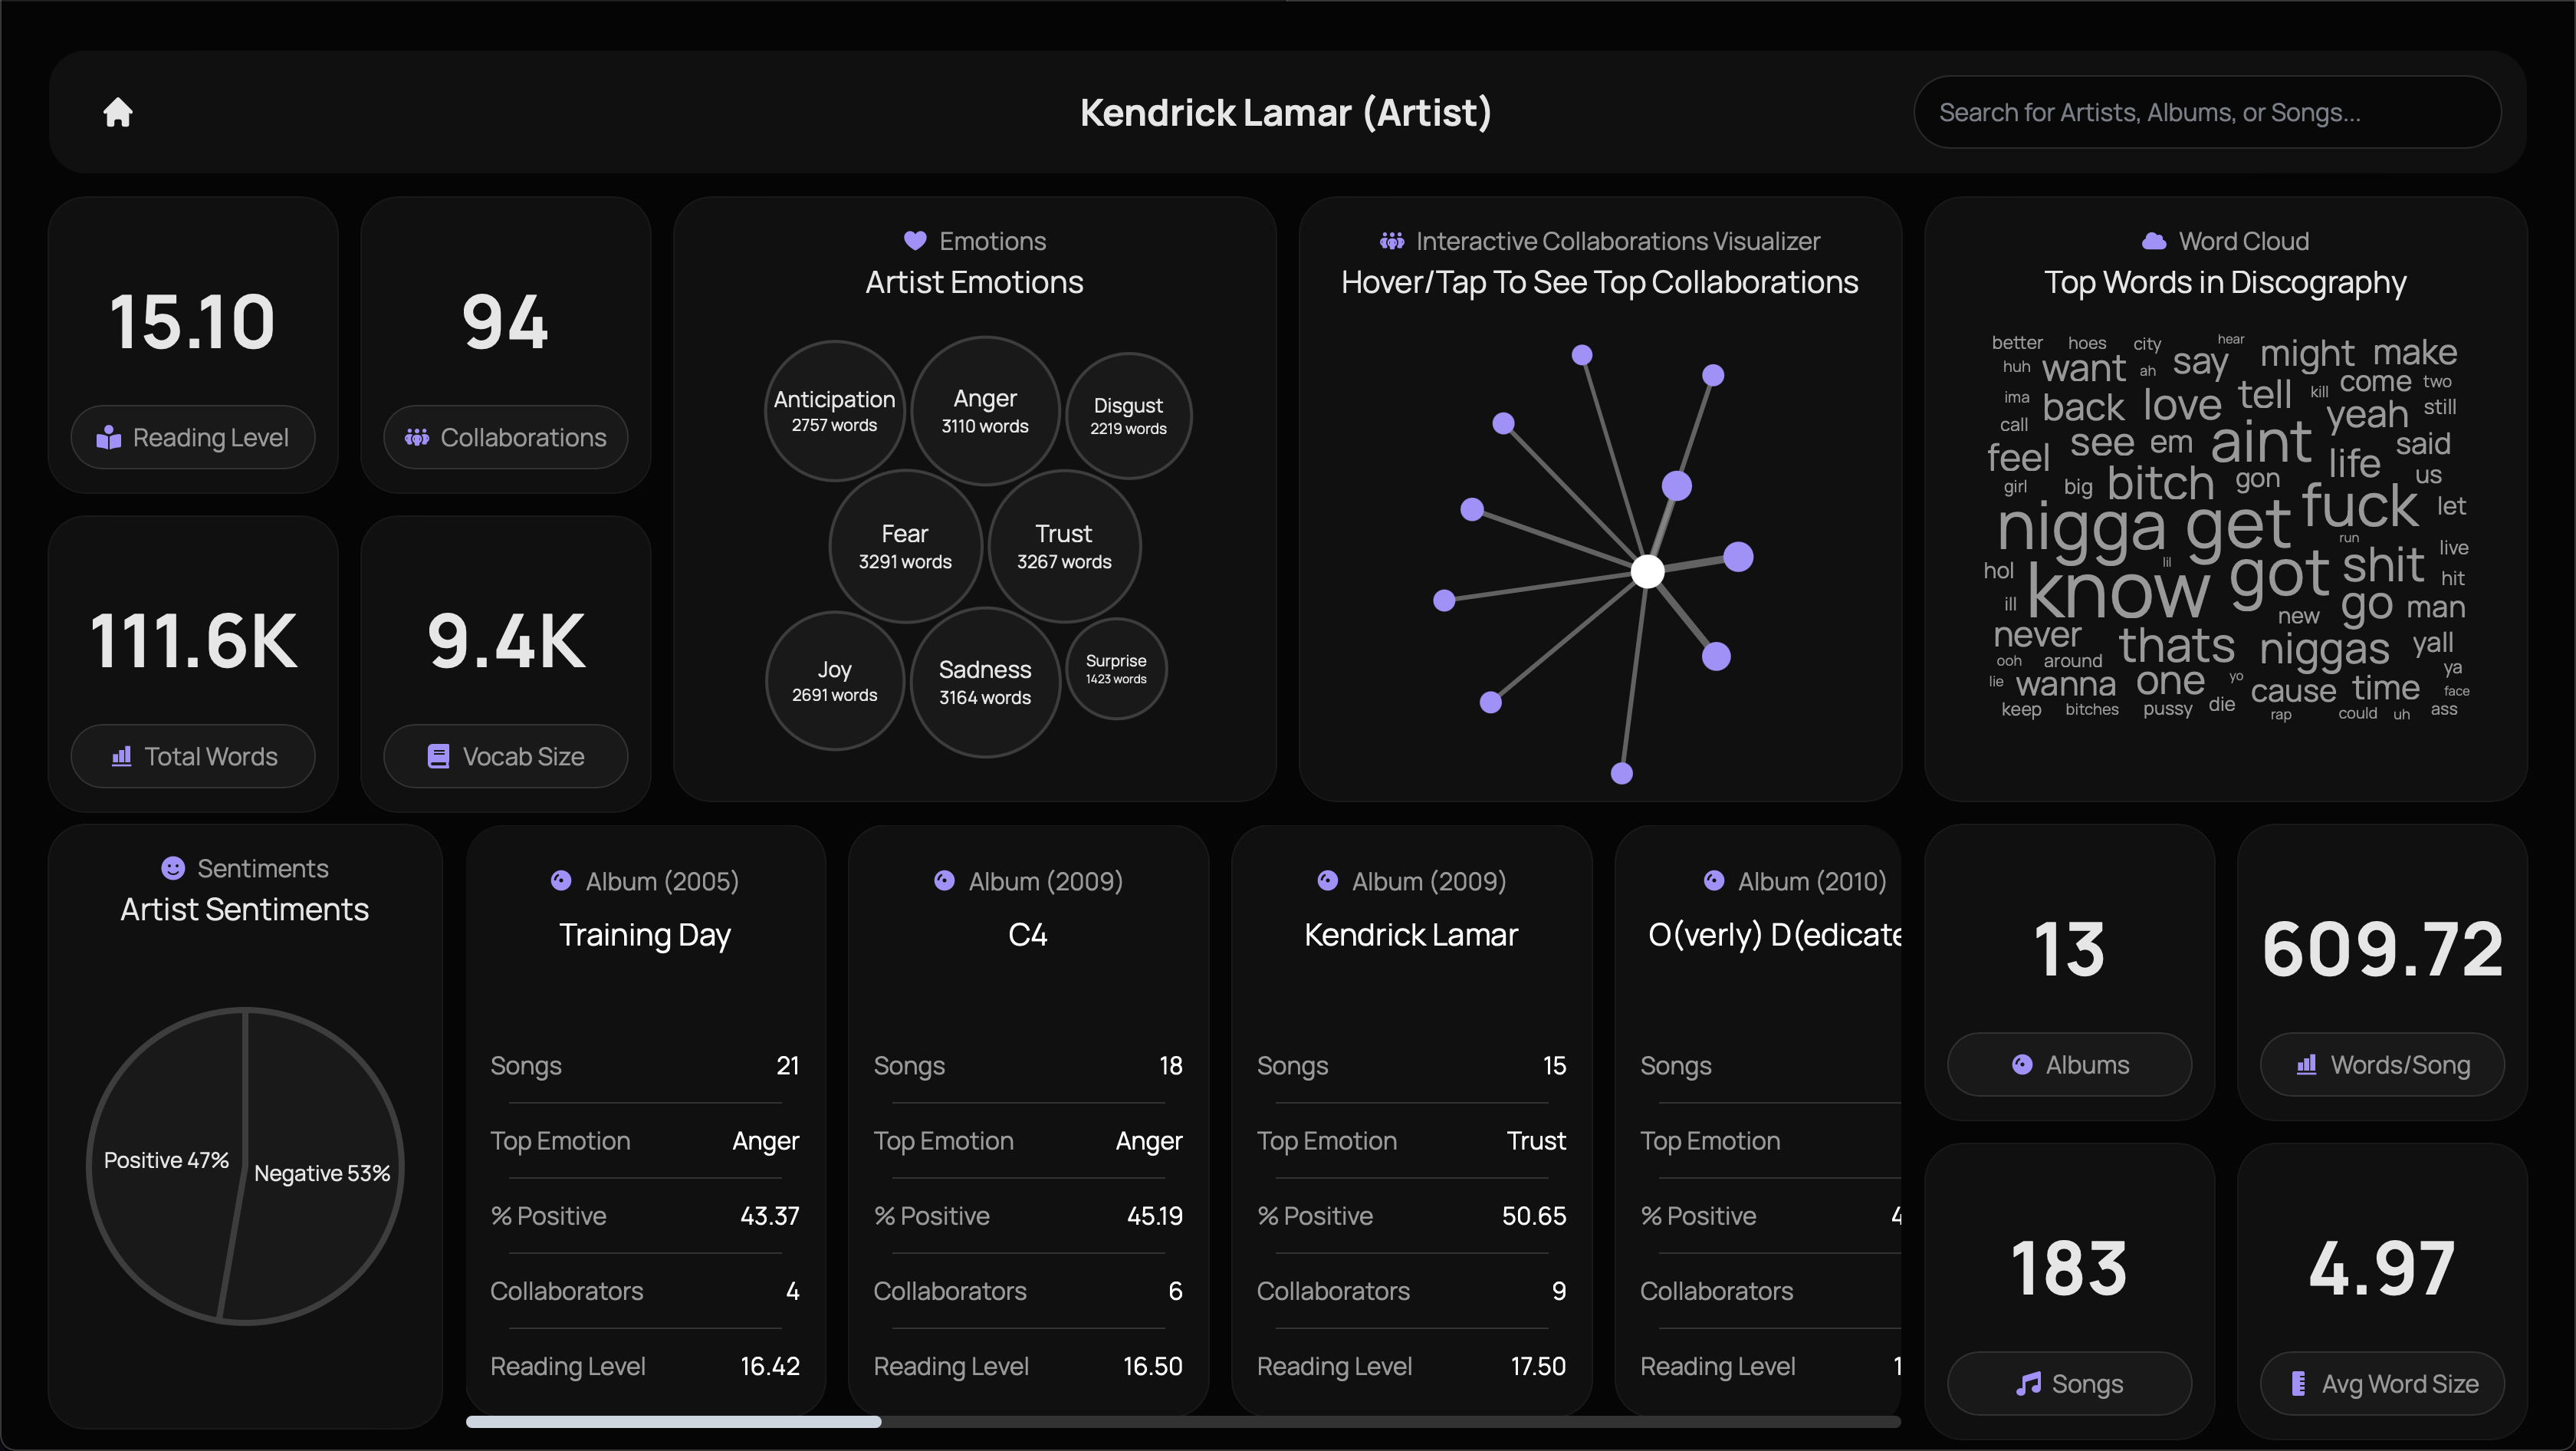 Kendrick Lamar (Artist)
Search for Artists, Albums, or Songs...
15.10
Reading Level
94
Collaborations
111.6K
Total Words
9.4K
Vocab Size
Emotions
Artist Emotions
Anticipation
2757 words
Anger
3110 words
Disgust
2219 words
Fear
3291 words
Trust
3267 words
Joy
2691 words
Sadness
3164 words
Surprise
1423 words
Interactive Collaborations Visualizer
Hover/Tap To See Top Collaborations
Word Cloud
Top Words in Discography
better hoes city hear might make
huh want ah say come two
ima back love tell kill yeah still
call see em aint said
feel life us
girl big bitch gon fuck let
nigga get run live
hol know lil got shit hit
ill new go man
never thats niggas yall
ooh around ya
lie wanna one yo cause time face
keep bitches pussy die rap could uh ass
Sentiments
Artist Sentiments
Positive 47%
Negative 53%
Album (2005)
Training Day
Songs 21
Top Emotion Anger
% Positive 43.37
Collaborators 4
Reading Level 16.42
Album (2009)
C4
Songs 18
Top Emotion Anger
% Positive 45.19
Collaborators 6
Reading Level 16.50
Album (2009)
Kendrick Lamar
Songs 15
Top Emotion Trust
% Positive 50.65
Collaborators 9
Reading Level 17.50
Album (2010)
O(verly) D(edicate
Songs
Top Emotion
% Positive 4
Collaborators
Reading Level 1
13
Albums
609.72
Words/Song
183
Songs
4.97
Avg Word Size